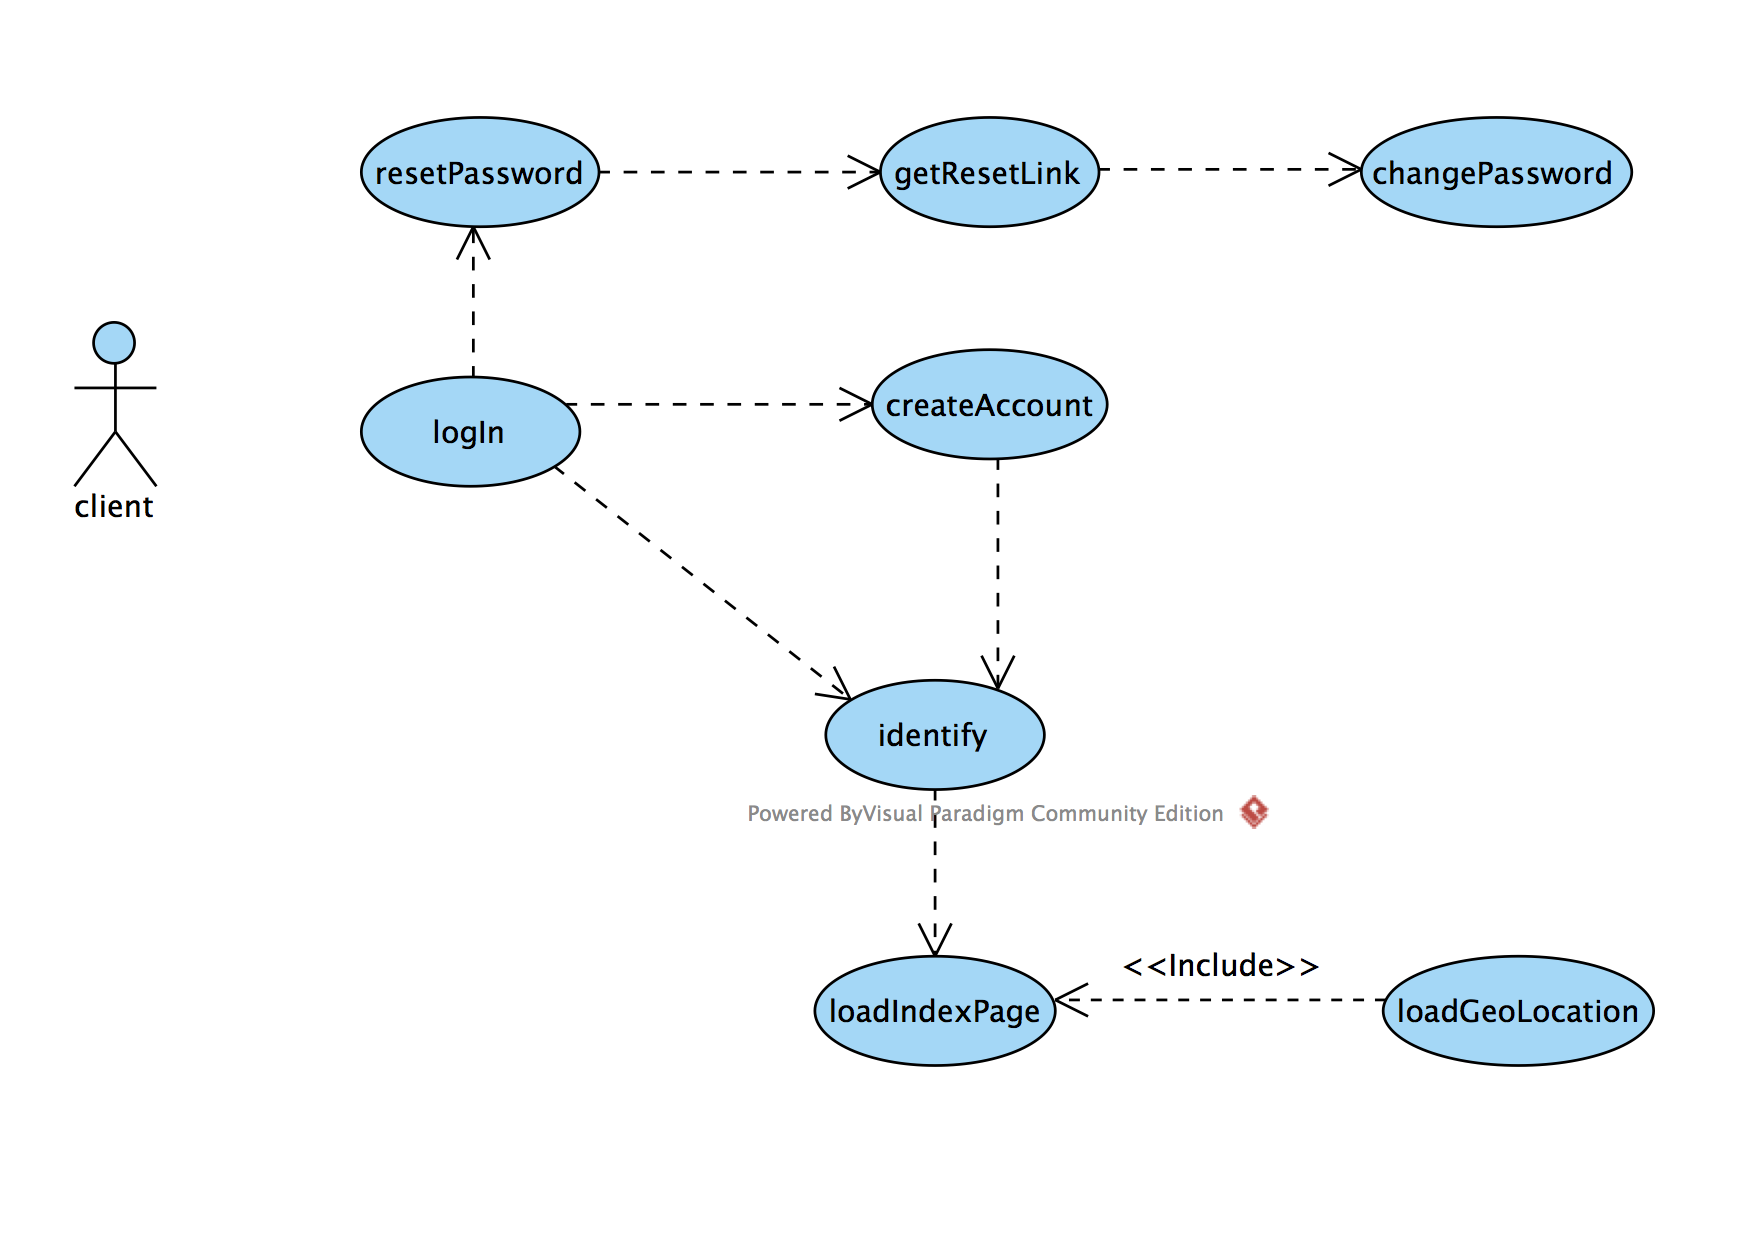 resetPassword
getResetLink
changePassword
createAccount
logIn
client
identify
Powered ByVisual Paradigm Community Edition
<<Include>>
loadIndexPage
loadGeoLocation